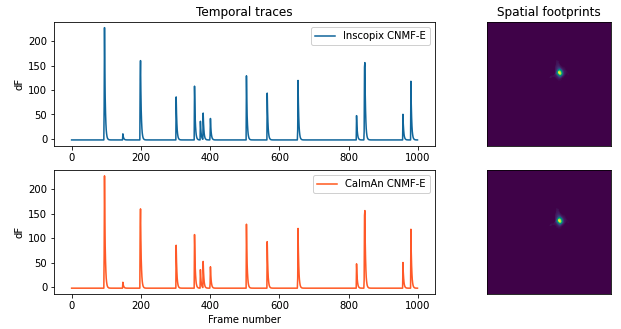 Temporal traces
Spatial footprints
dF
200
150
100
50
0
Inscopix CNMF-E
0 200 400 600 800 1000
dF
200
150
100
50
0
CaImAn CNMF-E
0 200 400 600 800 1000
Frame number